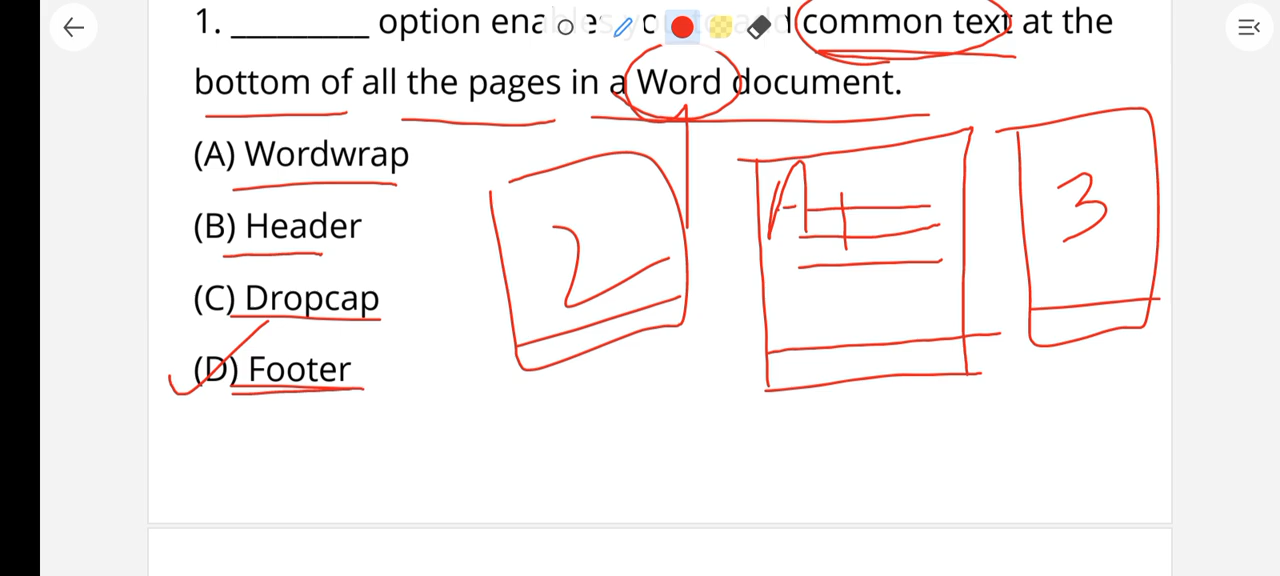 1. ________ option ena common text at the
bottom of all the pages in a Word document.
(A) Wordwrap
(B) Header
(C) Dropcap
(D) Footer
2
A
3